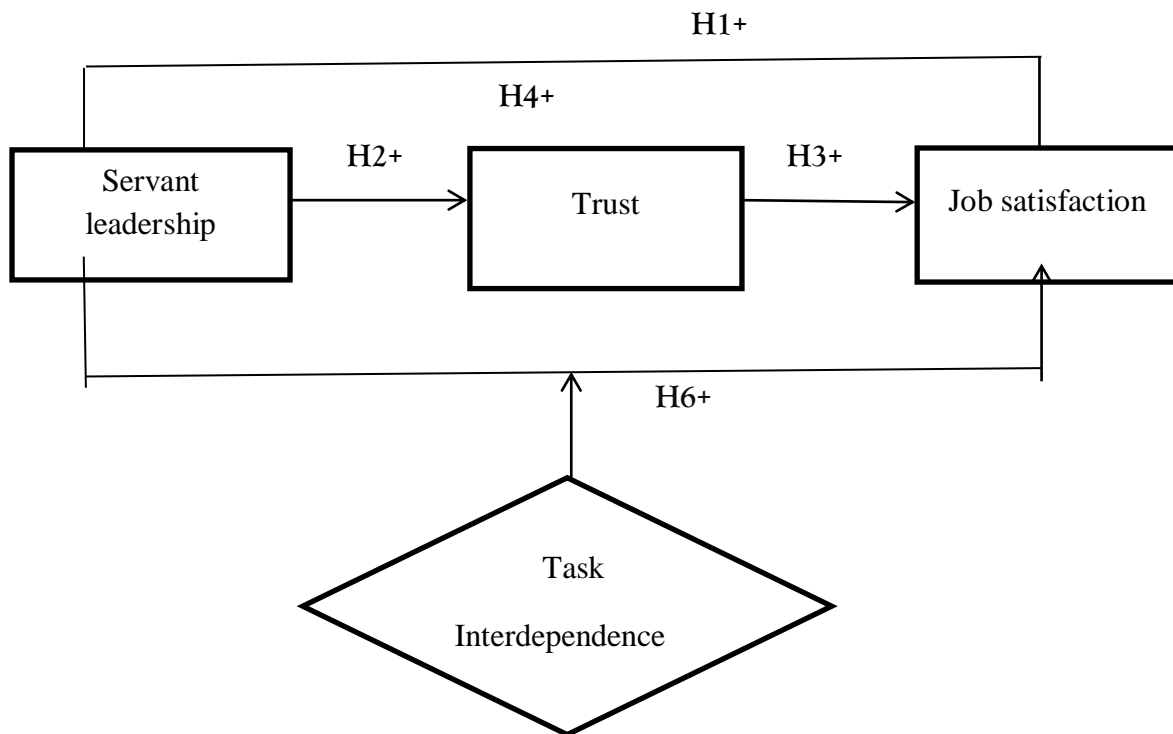 H1+
H4+
H2+
H3+
Servant
leadership
Trust
Job satisfaction
H6+
Task
Interdependence